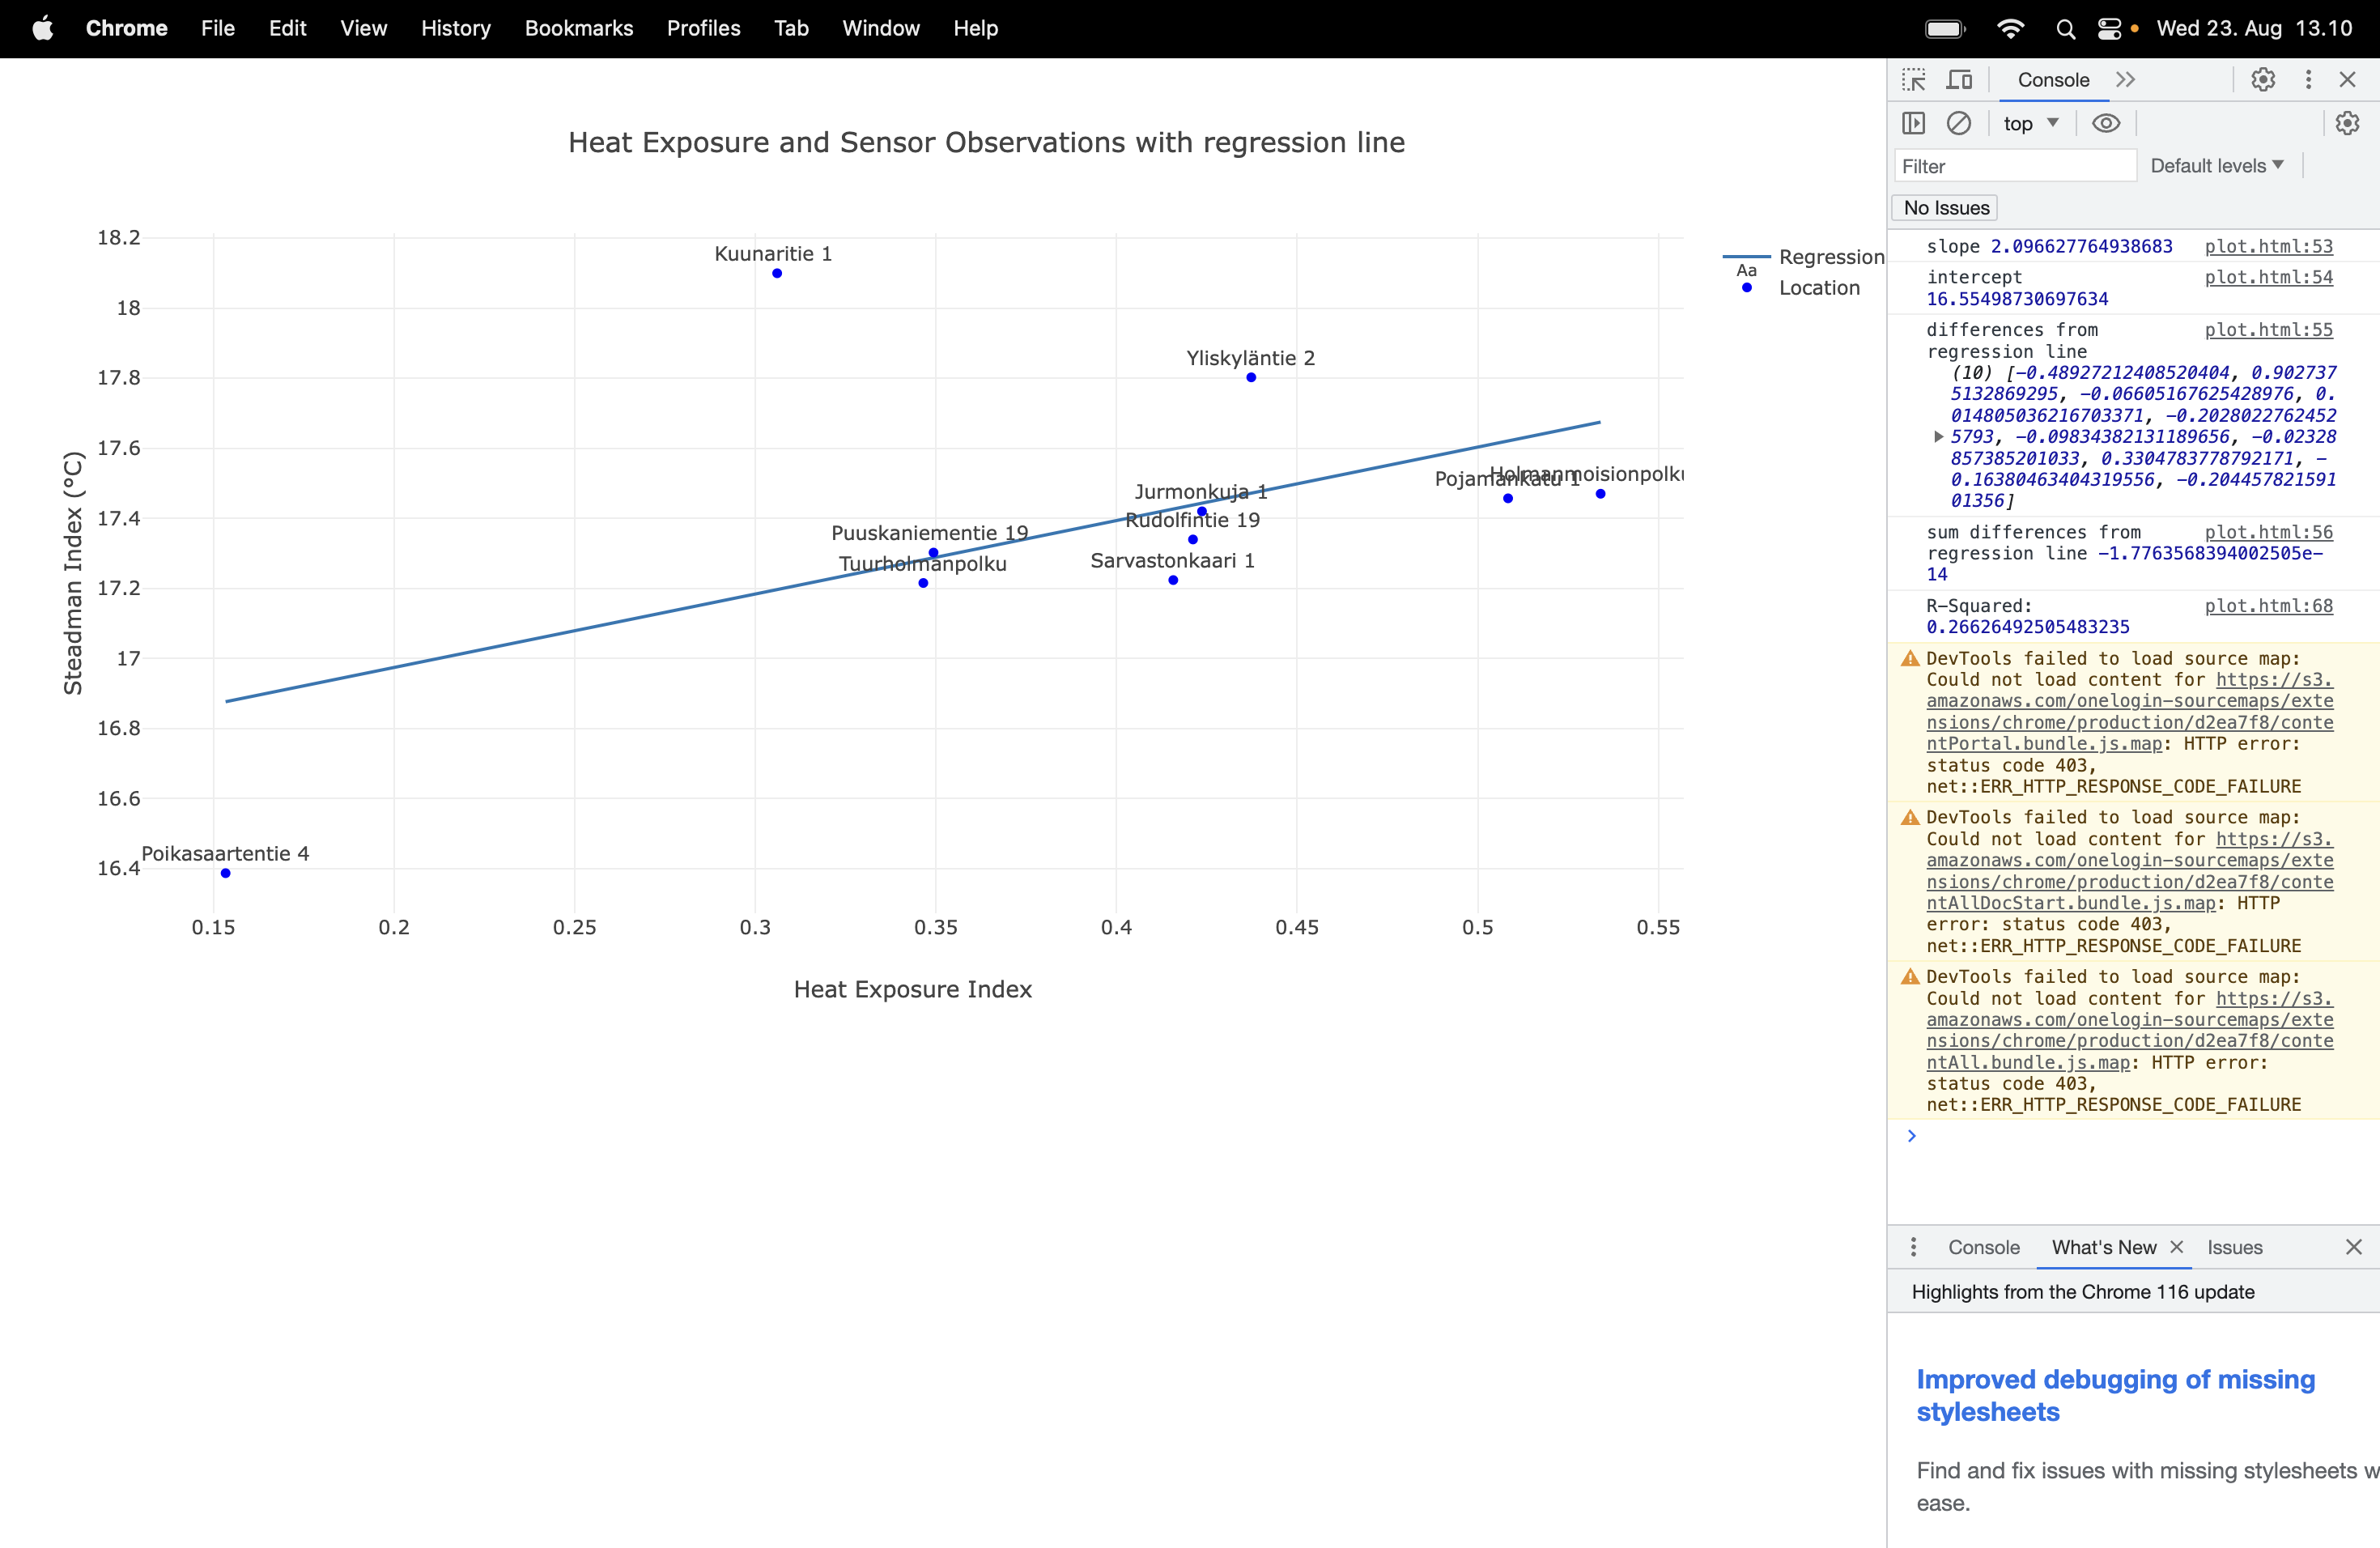 Chrome File Edit View History Bookmarks Profiles Tab Window Help Wed 23. Aug 13.10
Heat Exposure and Sensor Observations with regression line
18.2
18
17.8
17.6
17.4
17.2
17
16.8
16.6
16.4
Steadman Index (°C)
Kuunaritie 1
Yliskyläntie 2
Pojamankatu 1
Holmanmoisionpolku
Jurmonkuja 1
Rudolfintie 19
Puuskaniementie 19
Tuurholmanpolku
Sarvastonkaari 1
Poikasaartentie 4
0.15 0.2 0.25 0.3 0.35 0.4 0.45 0.5 0.55
Heat Exposure Index
Regression
Aa
Location
Console
top
Filter Default levels
No Issues
slope 2.096627764938683 plot.html:53
intercept plot.html:54
16.55498730697634
differences from plot.html:55
regression line
(10) [-0.48927212408520404, 0.902737
5132869295, -0.06605167625428976, 0.
014805036216703371, -0.2028022762452
5793, -0.09834382131189656, -0.02328
857385201033, 0.3304783778792171, -
0.16380463404319556, -0.204457821591
01356]
sum differences from plot.html:56
regression line -1.7763568394002505e-
14
R-Squared: plot.html:68
0.26626492505483235
DevTools failed to load source map:
Could not load content for https://s3.
amazonaws.com/onelogin-sourcemaps/exte
nsions/chrome/production/d2ea7f8/conte
ntPortal.bundle.js.map: HTTP error:
status code 403,
net::ERR_HTTP_RESPONSE_CODE_FAILURE
DevTools failed to load source map:
Could not load content for https://s3.
amazonaws.com/onelogin-sourcemaps/exte
nsions/chrome/production/d2ea7f8/conte
ntAllDocStart.bundle.js.map: HTTP
error: status code 403,
net::ERR_HTTP_RESPONSE_CODE_FAILURE
DevTools failed to load source map:
Could not load content for https://s3.
amazonaws.com/onelogin-sourcemaps/exte
nsions/chrome/production/d2ea7f8/conte
ntAll.bundle.js.map: HTTP error:
status code 403,
net::ERR_HTTP_RESPONSE_CODE_FAILURE
Console What's New Issues
Highlights from the Chrome 116 update
Improved debugging of missing
stylesheets
Find and fix issues with missing stylesheets w
ease.